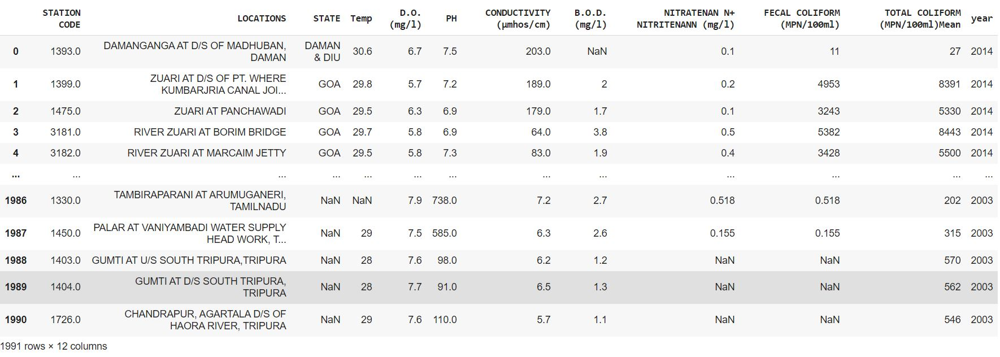 STATION CODE LOCATIONS STATE Temp D.O. (mg/l) PH CONDUCTIVITY (µmhos/cm) B.O.D. (mg/l) NITRATENAN N+ NITRITENANN (mg/l) FECAL COLIFORM (MPN/100ml) TOTAL COLIFORM (MPN/100ml)Mean year
0 1393.0 DAMANGANGA AT D/S OF MADHUBAN, DAMAN DAMAN & DIU 30.6 6.7 7.5 203.0 NaN 0.1 11 27 2014
1 1399.0 ZUARI AT D/S OF PT. WHERE KUMBARJRIA CANAL JOI... GOA 29.8 5.7 7.2 189.0 2 0.2 4953 8391 2014
2 1475.0 ZUARI AT PANCHAWADI GOA 29.5 6.3 6.9 179.0 1.7 0.1 3243 5330 2014
3 3181.0 RIVER ZUARI AT BORIM BRIDGE GOA 29.7 5.8 6.9 64.0 3.8 0.5 5382 8443 2014
4 3182.0 RIVER ZUARI AT MARCAIM JETTY GOA 29.5 5.8 7.3 83.0 1.9 0.4 3428 5500 2014
... ... ... ... ... ... ... ... ... ... ... ... ...
1986 1330.0 TAMBIRAPARANI AT ARUMUGANERI, TAMILNADU NaN NaN 7.9 738.0 7.2 2.7 0.518 0.518 202 2003
1987 1450.0 PALAR AT VANIYAMBADI WATER SUPPLY HEAD WORK, T... NaN 29 7.5 585.0 6.3 2.6 0.155 0.155 315 2003
1988 1403.0 GUMTI AT U/S SOUTH TRIPURA,TRIPURA NaN 28 7.6 98.0 6.2 1.2 NaN NaN 570 2003
1989 1404.0 GUMTI AT D/S SOUTH TRIPURA, TRIPURA NaN 28 7.7 91.0 6.5 1.3 NaN NaN 562 2003
1990 1726.0 CHANDRAPUR, AGARTALA D/S OF HAORA RIVER, TRIPURA NaN 29 7.6 110.0 5.7 1.1 NaN NaN 546 2003
1991 rows × 12 columns